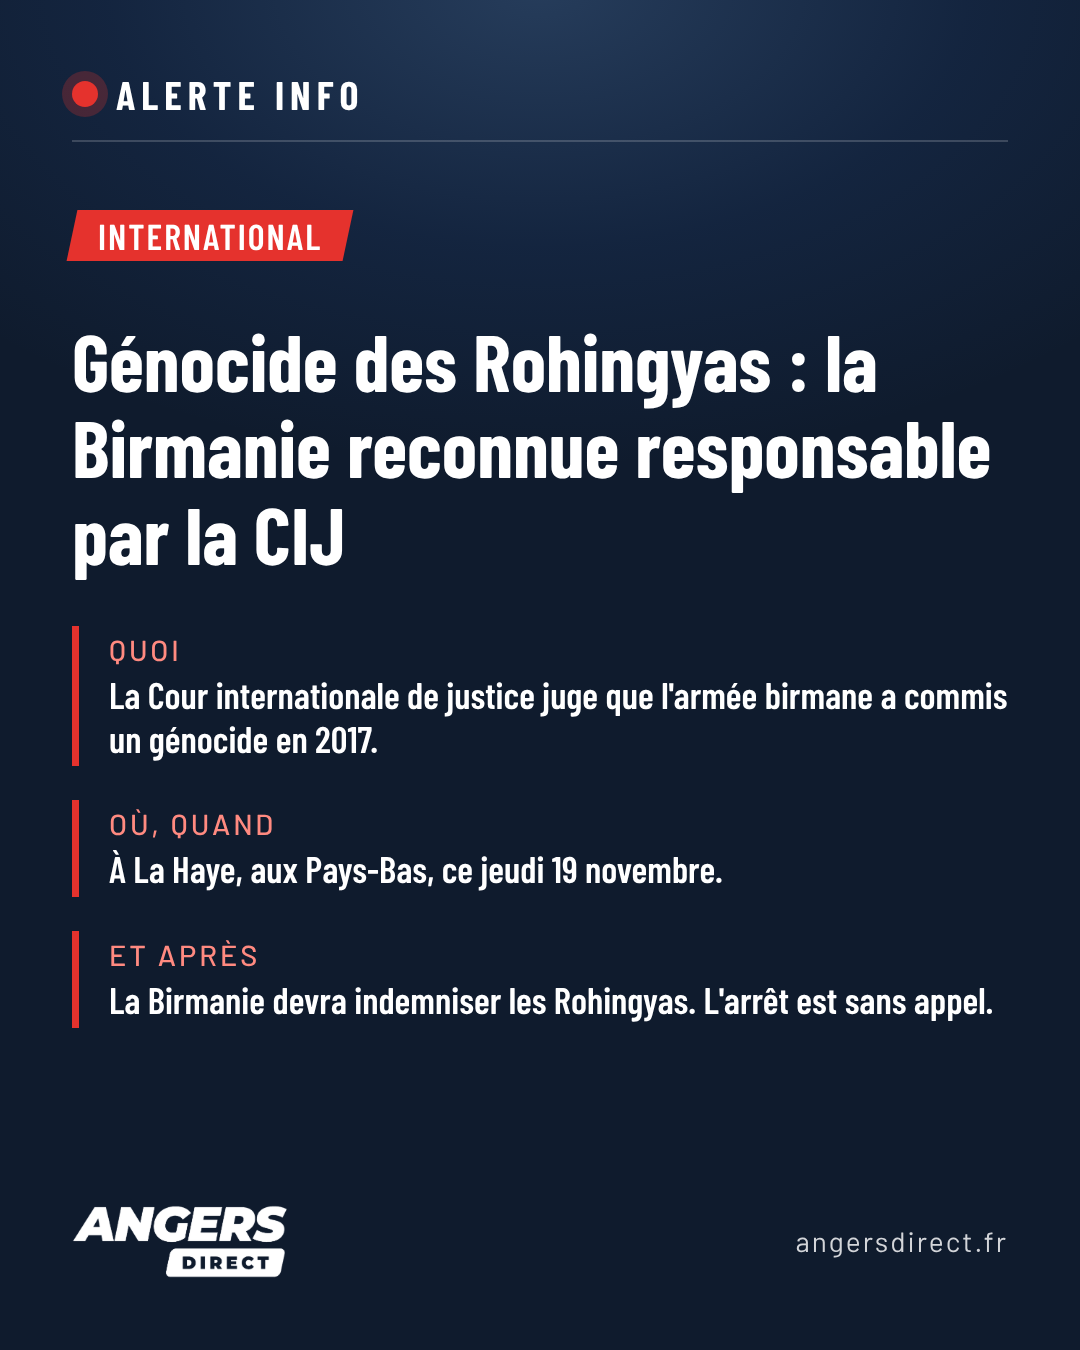 ALERTE INFO
INTERNATIONAL
Génocide des Rohingyas : la
Birmanie reconnue responsable
par la CIJ
QUOI
La Cour internationale de justice juge que l'armée birmane a commis
un génocide en 2017.
OÙ, QUAND
À La Haye, aux Pays-Bas, ce jeudi 19 novembre.
ET APRÈS
La Birmanie devra indemniser les Rohingyas. L'arrêt est sans appel.
ANGERS
DIRECT
angersdirect.fr